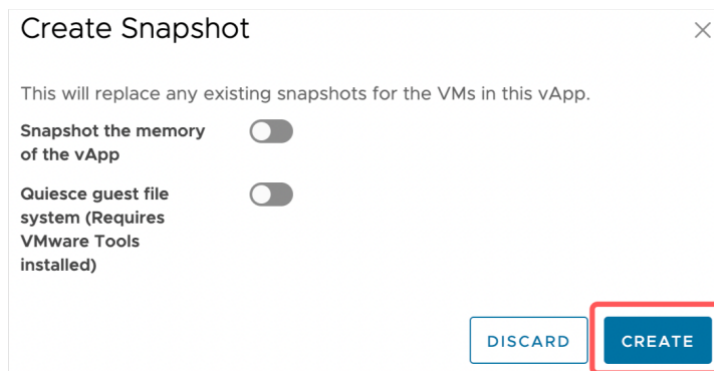 Create Snapshot
This will replace any existing snapshots for the VMs in this vApp.
Snapshot the memory
of the vApp
Quiesce guest file
system (Requires
VMware Tools
installed)
DISCARD
CREATE